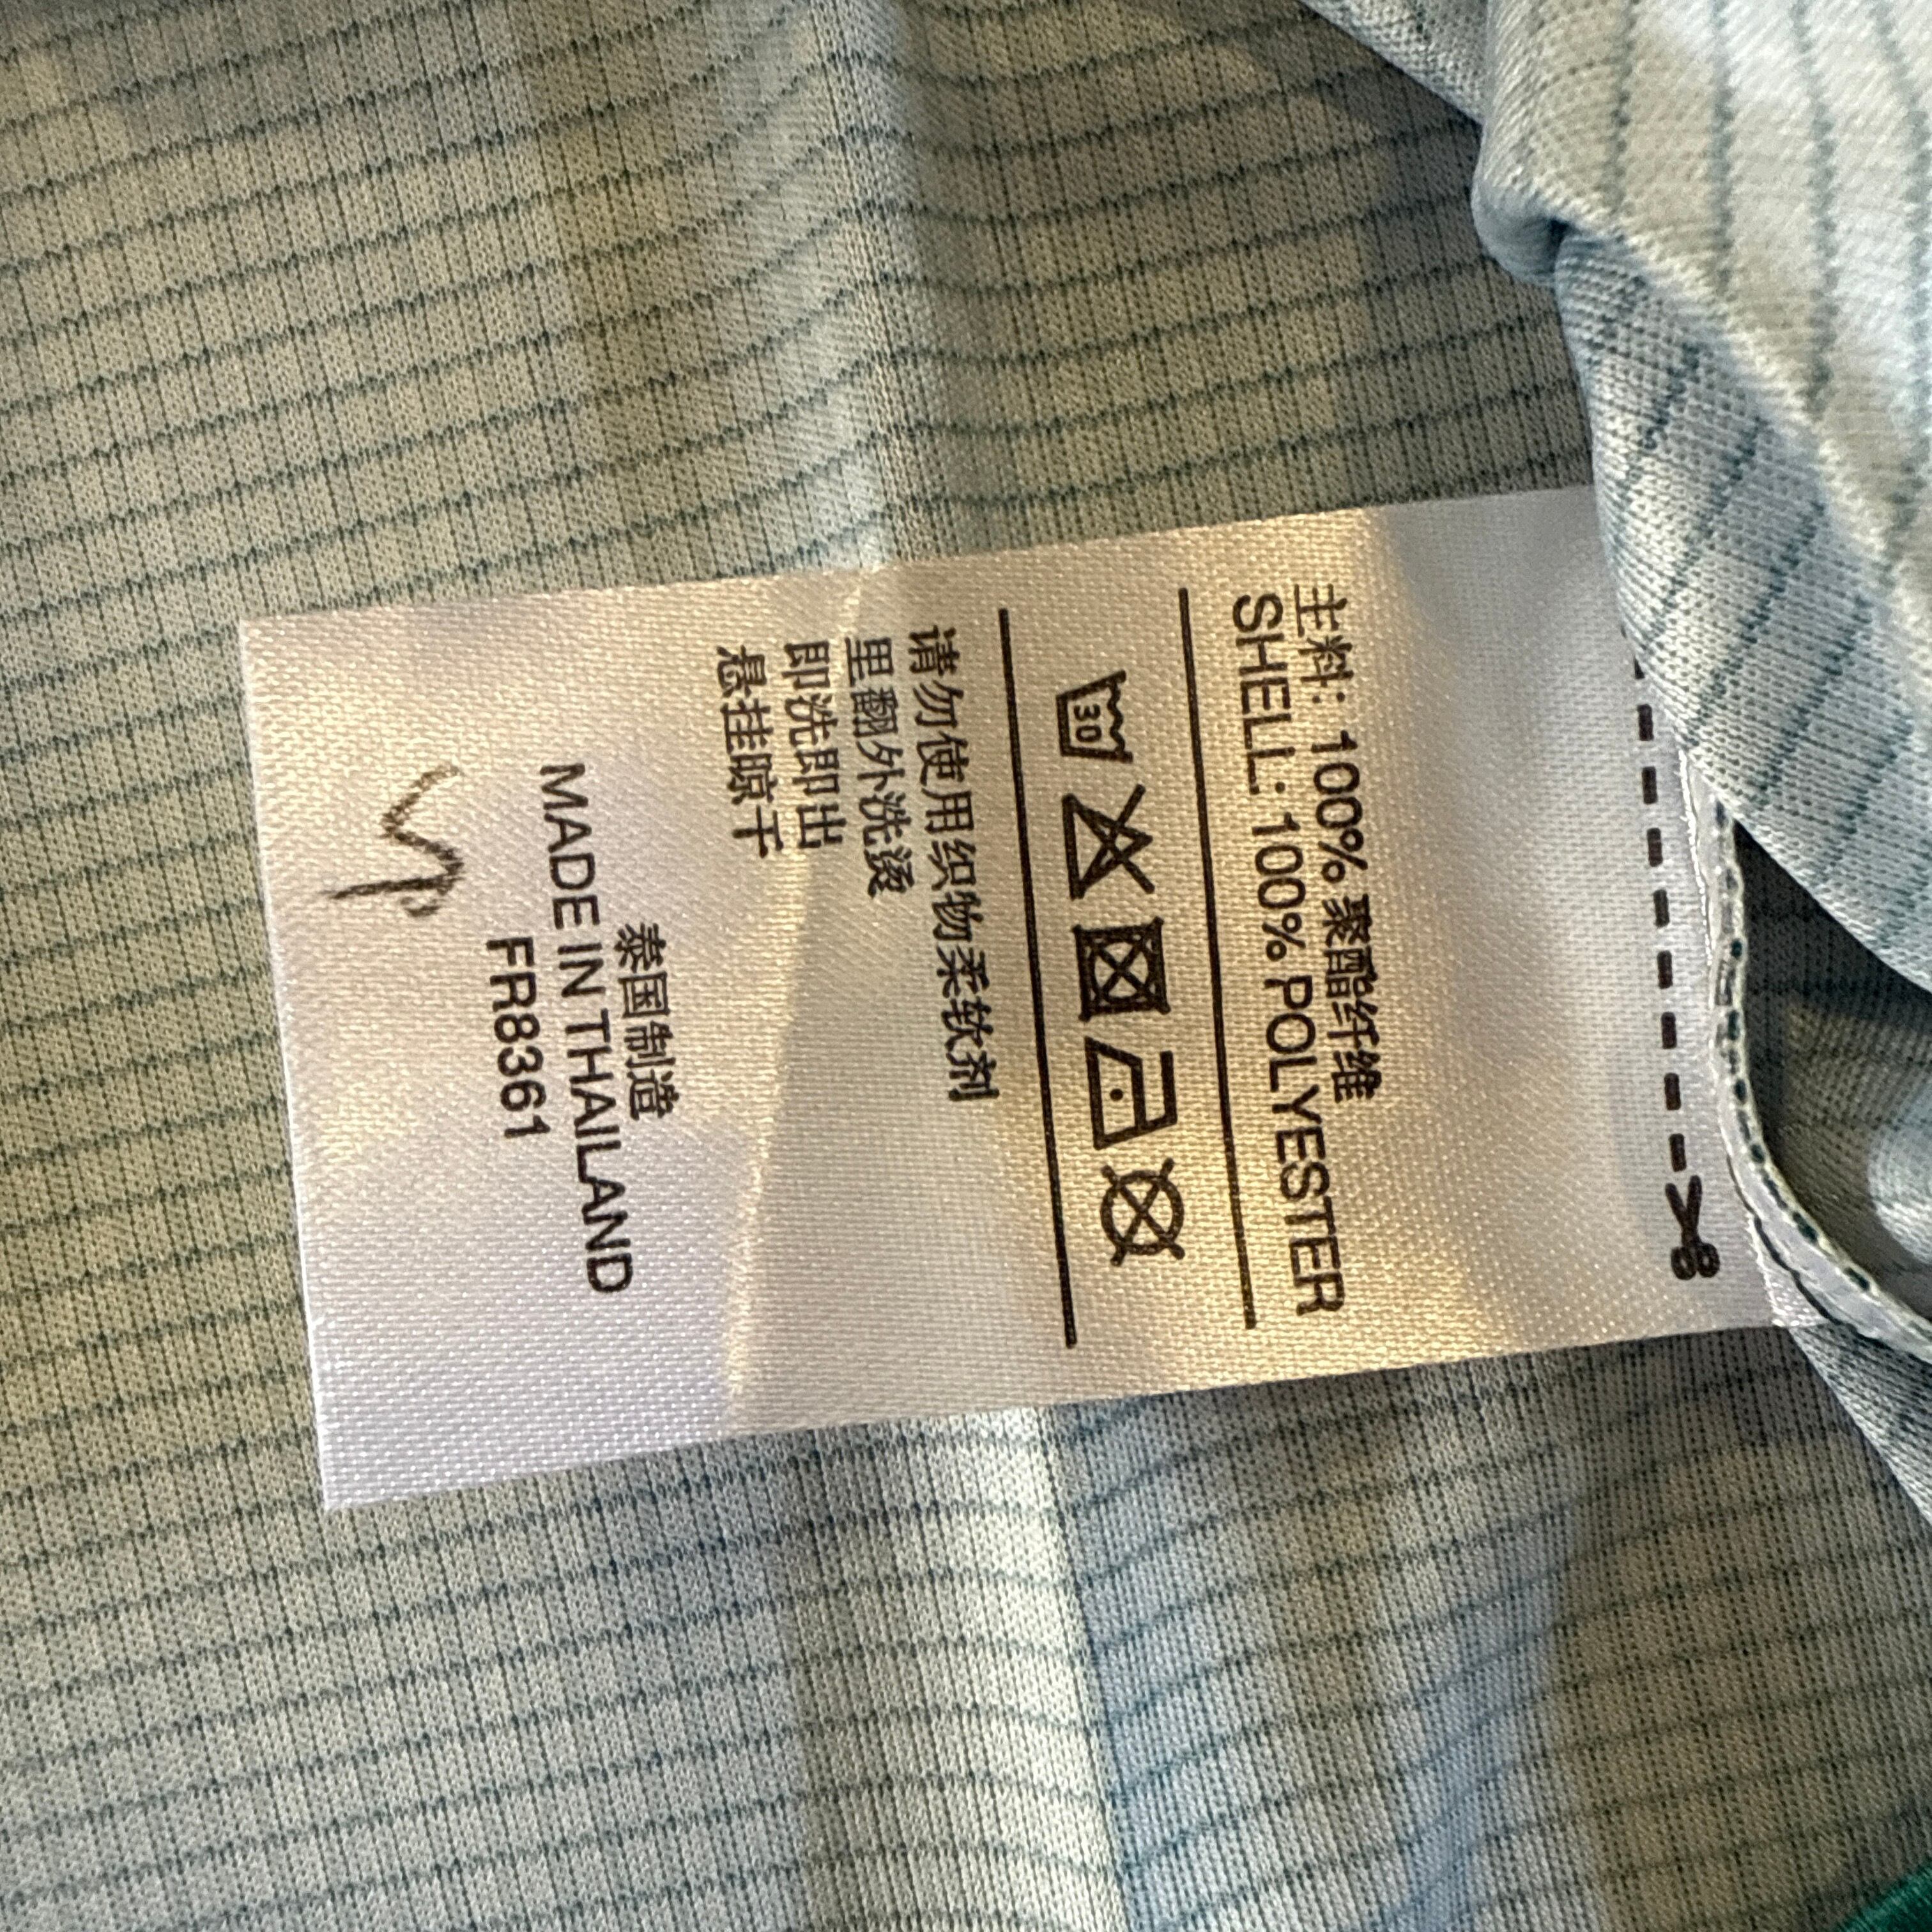 主料: 100% 聚酯纤维
SHELL: 100% POLYESTER
30
请勿使用织物柔软剂
里翻外洗烫
即洗即出
悬挂晾干
泰国制造
MADE IN THAILAND
FR8361